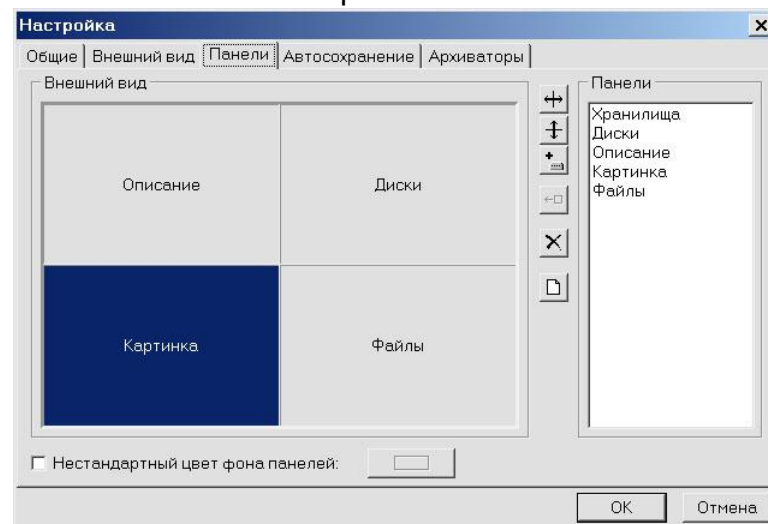 Настройка
Общие Внешний вид Панели Автосохранение Архиваторы
Внешний вид
Описание Диски
Картинка Файлы
Панели
Хранилища
Диски
Описание
Картинка
Файлы
Нестандартный цвет фона панелей:
OK Отмена